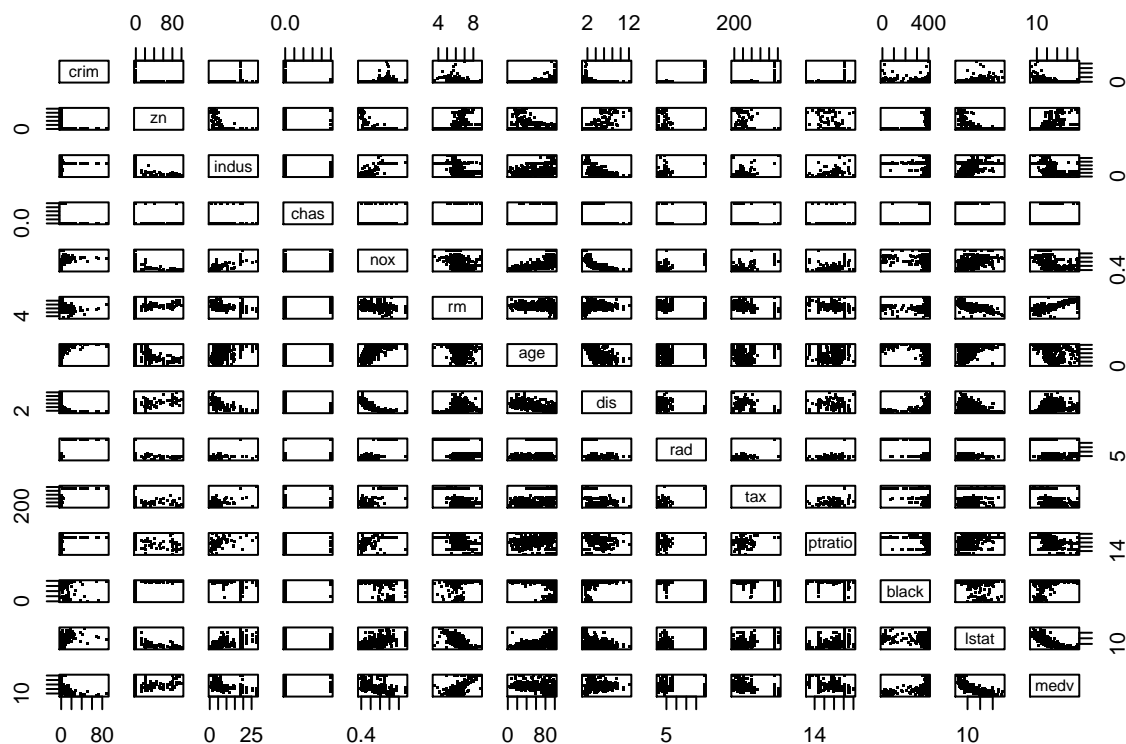 0 80 0.0 4 8 2 12 200 0 400 10
crim 0
0 zn
indus 0
0.0 chas
nox 0.4
4 rm
age 0
2 dis
rad 5
200 tax
ptratio 14
0 black
lstat 10
10 medv
0 80 0 25 0.4 0 80 5 14 10